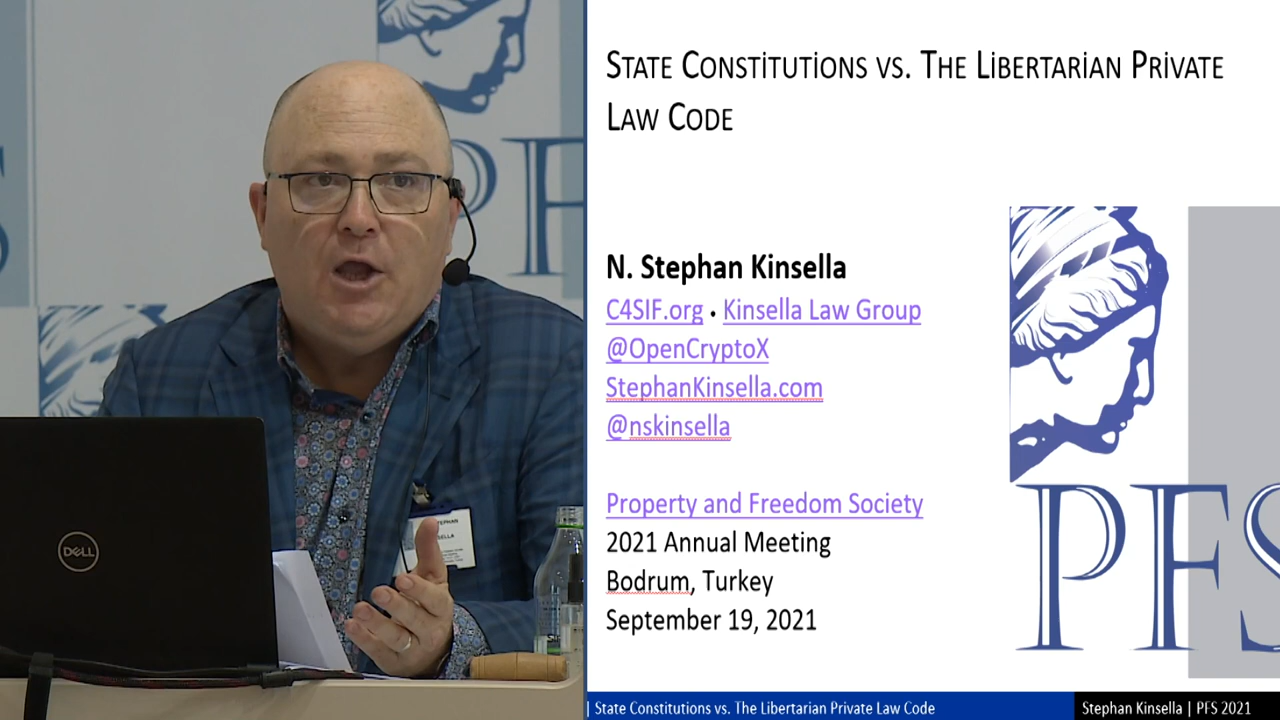 STATE CONSTITUTIONS VS. THE LIBERTARIAN PRIVATE
LAW CODE
N. Stephan Kinsella
C4SIF.org • Kinsella Law Group
@OpenCryptoX
StephanKinsella.com
@nskinsella
Property and Freedom Society
2021 Annual Meeting
Bodrum, Turkey
September 19, 2021
PFS
| State Constitutions vs. The Libertarian Private Law Code
Stephan Kinsella | PFS 2021
DELL